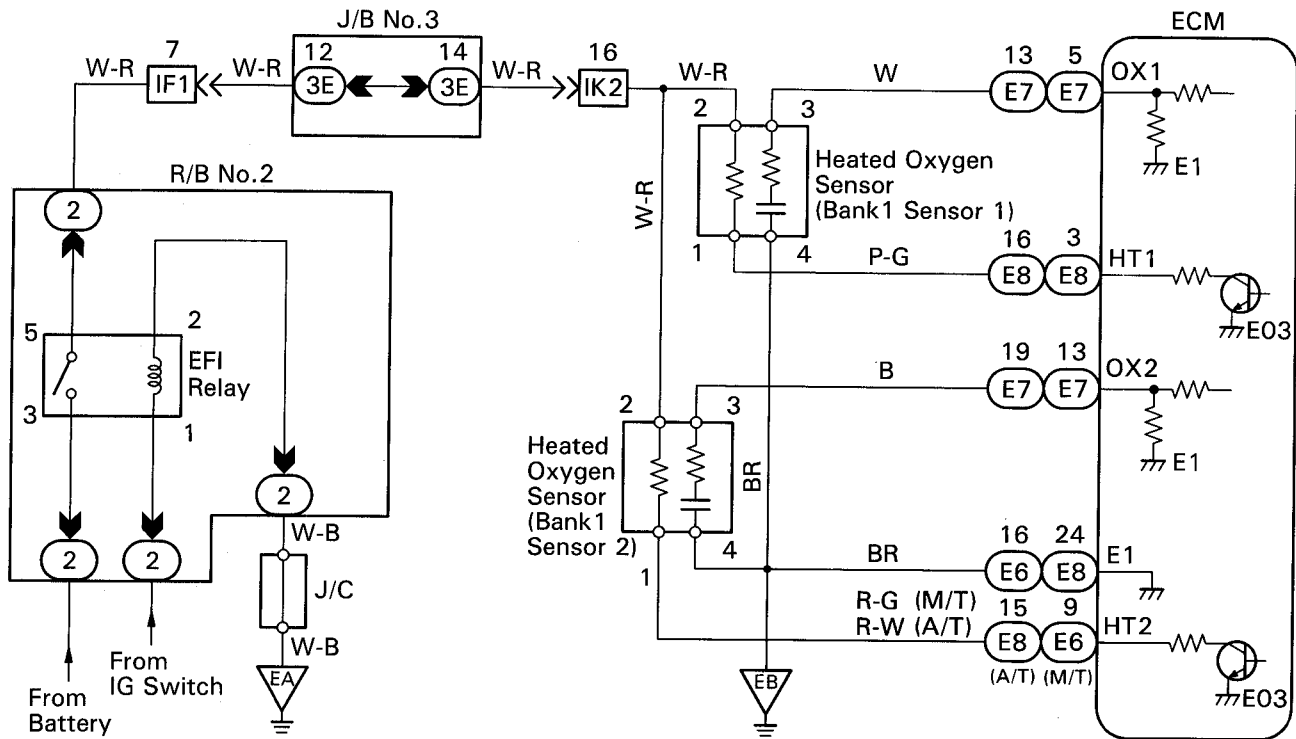 J/B No.3
ECM
7
12
14
16
13
5
W-R
IF1
W-R
3E
3E
W-R
IK2
W-R
W
E7
E7
OX1
2
3
E1
Heated Oxygen
Sensor
(Bank1 Sensor 1)
R/B No.2
2
W-R
1
4
P-G
16
3
E8
E8
HT1
E03
5
2
EFI
Relay
3
1
19
13
B
E7
E7
OX2
2
3
E1
Heated
Oxygen
Sensor
(Bank1
Sensor 2)
BR
1
4
2
W-B
2
2
J/C
W-B
EA
From
IG Switch
From
Battery
BR
16
24
E6
E8
E1
R-G (M/T)
R-W (A/T)
15
9
E8
E6
HT2
(A/T)
(M/T)
E03
EB